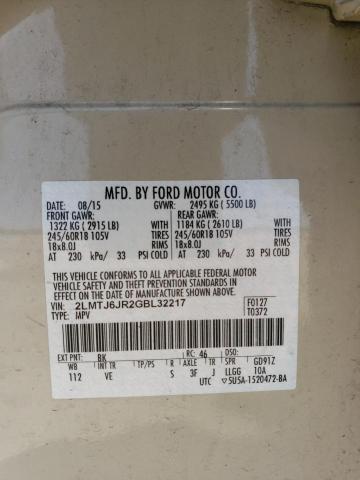 MFD. BY FORD MOTOR CO.
DATE: 08/15 GVWR: 2495 KG ( 5500 LB)
FRONT GAWR: REAR GAWR:
1322 KG ( 2915 LB) 1184 KG ( 2610 LB)
245/60R18 105V TIRES 245/60R18 105V TIRES
18x8.0J RIMS 18x8.0J RIMS
AT 230 kPa/ 33 PSI COLD AT 230 kPa/ 33 PSI COLD
THIS VEHICLE CONFORMS TO ALL APPLICABLE FEDERAL MOTOR
VEHICLE SAFETY AND THEFT PREVENTION STANDARDS IN EFFECT
ON THE DATE OF MANUFACTURE SHOWN ABOVE.
VIN: 2LMTJ6JR2GBL32217 F0127
TYPE: MPV T0372
EXT PNT: BK RC: 46 DSO:
WB INT TR TP/PS R AXLE TR SPR GD91Z
112 VE S 3F J LLGG 10A
UTC 5U5A-1520472-BA